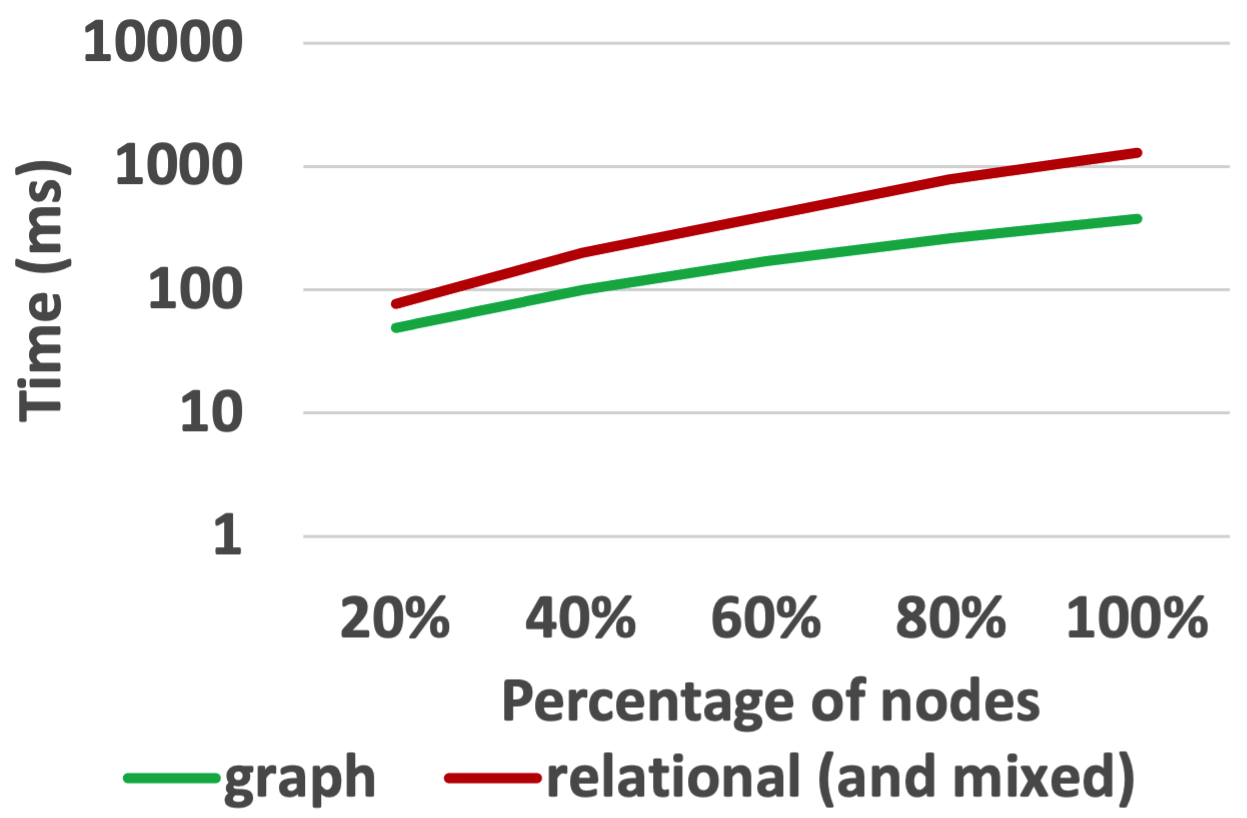 10000
1000
100
10
1
Time (ms)
20% 40% 60% 80% 100%
Percentage of nodes
graph relational (and mixed)